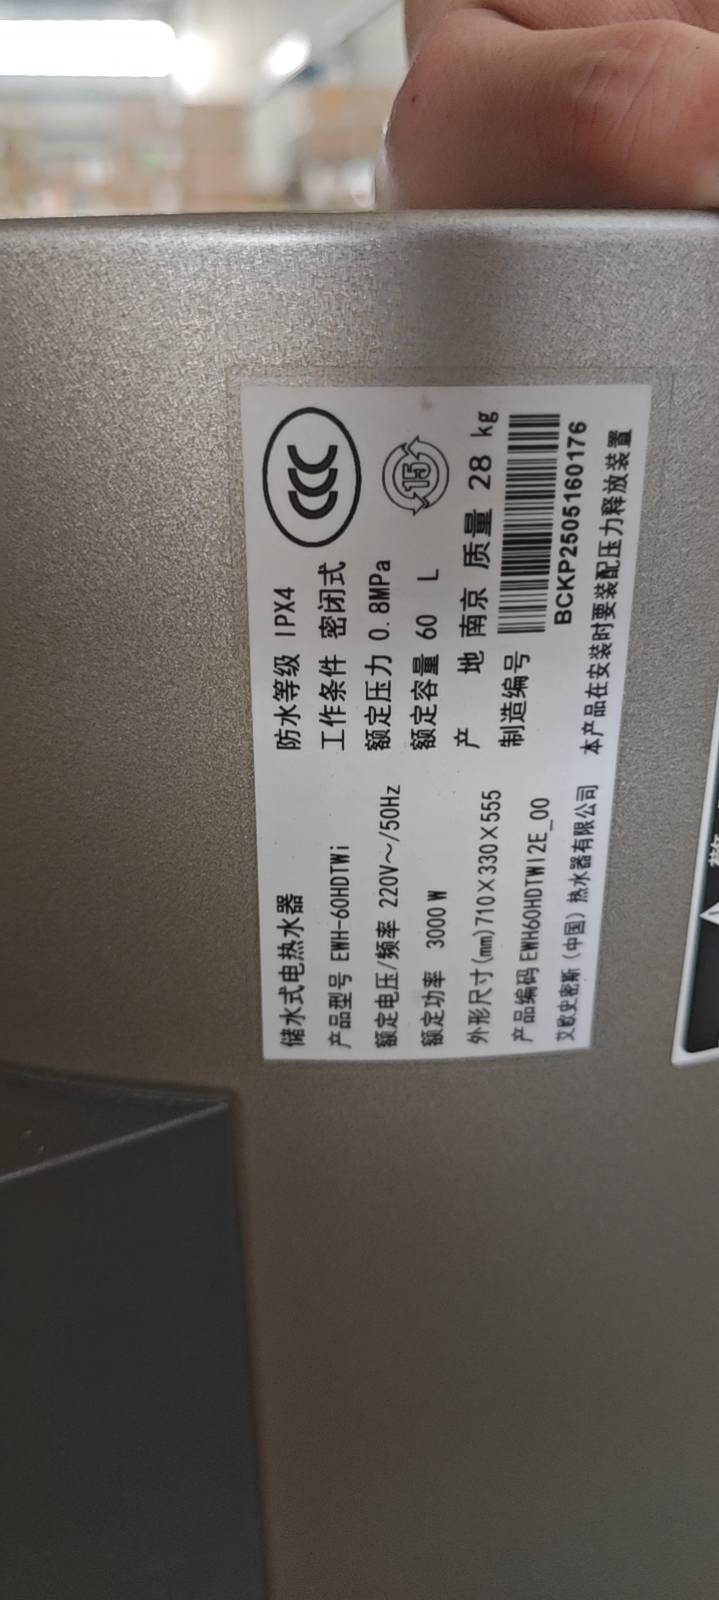 储水式电热水器
产品型号 EWH-60HDTWi
额定电压/频率 220V～/50Hz
额定功率 3000 W
外形尺寸(mm)710×330×555
产品编码 EWH60HDTWI2E_00
艾欧史密斯（中国）热水器有限公司
防水等级 IPX4
工作条件 密闭式
额定压力 0.8MPa
额定容量 60 L
产 地 南京 质量 28 kg
制造编号
BCKP2505160176
本产品在安装时要装配压力释放装置
CCC
15